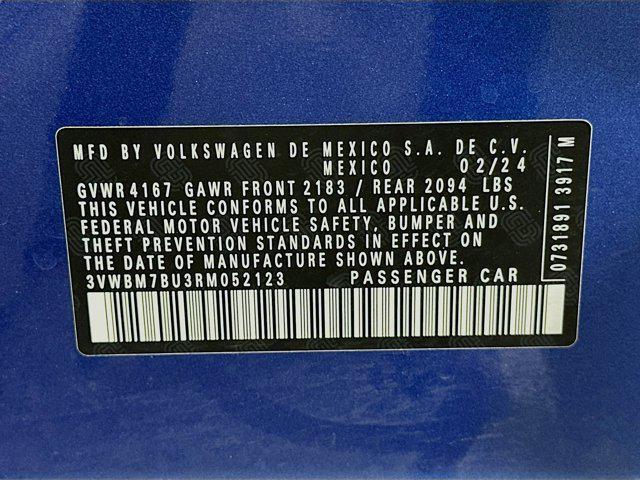 MFD BY VOLKSWAGEN DE MEXICO S.A. DE C.V.
MEXICO 02/24
GVWR 4167 GAWR FRONT 2183 / REAR 2094 LBS
THIS VEHICLE CONFORMS TO ALL APPLICABLE U.S.
FEDERAL MOTOR VEHICLE SAFETY, BUMPER AND
THEFT PREVENTION STANDARDS IN EFFECT ON
THE DATE OF MANUFACTURE SHOWN ABOVE.
3VWBM7BU3RM052123 PASSENGER CAR
0731891 3917 M